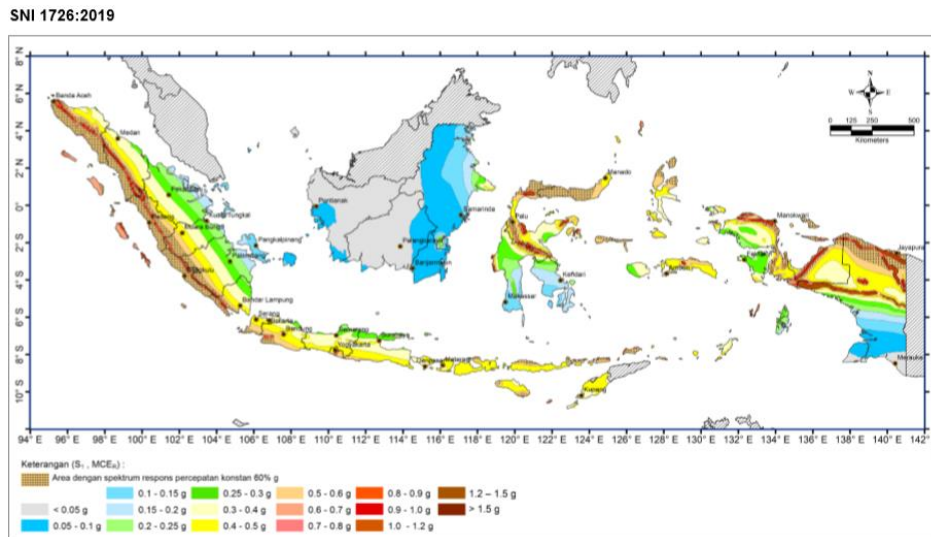 SNI 1726:2019
8° N
6° N
4° N
2° N
0°
2° S
4° S
6° S
8° S
10° S
94° E 96° E 98° E 100° E 102° E 104° E 106° E 108° E 110° E 112° E 114° E 116° E 118° E 120° E 122° E 124° E 126° E 128° E 130° E 132° E 134° E 136° E 138° E 140° E 142° E
N
W E
S
0 125 250 500
Kilometers
Banda Aceh
Medan
Pekanbaru
Padang
Kuala Tungkal
Muara Bungo
Pangkalpinang
Palembang
Bengkulu
Bandar Lampung
Serang
Jakarta
Bandung
Semarang
Surabaya
Yogyakarta
Denpasar
Mataram
Kupang
Pontianak
Palangkaraya
Banjarmasin
Samarinda
Manado
Palu
Kendari
Makassar
Ambon
Manokwari
Jayapura
Merauke
Keterangan (S₁ , MCEᴿ) :
Area dengan spektrum respons percepatan konstan 60% g
< 0.05 g
0.05 - 0.1 g
0.1 - 0.15 g
0.15 - 0.2 g
0.2 - 0.25 g
0.25 - 0.3 g
0.3 - 0.4 g
0.4 - 0.5 g
0.5 - 0.6 g
0.6 - 0.7 g
0.7 - 0.8 g
0.8 - 0.9 g
0.9 - 1.0 g
1.0 - 1.2 g
1.2 – 1.5 g
> 1.5 g